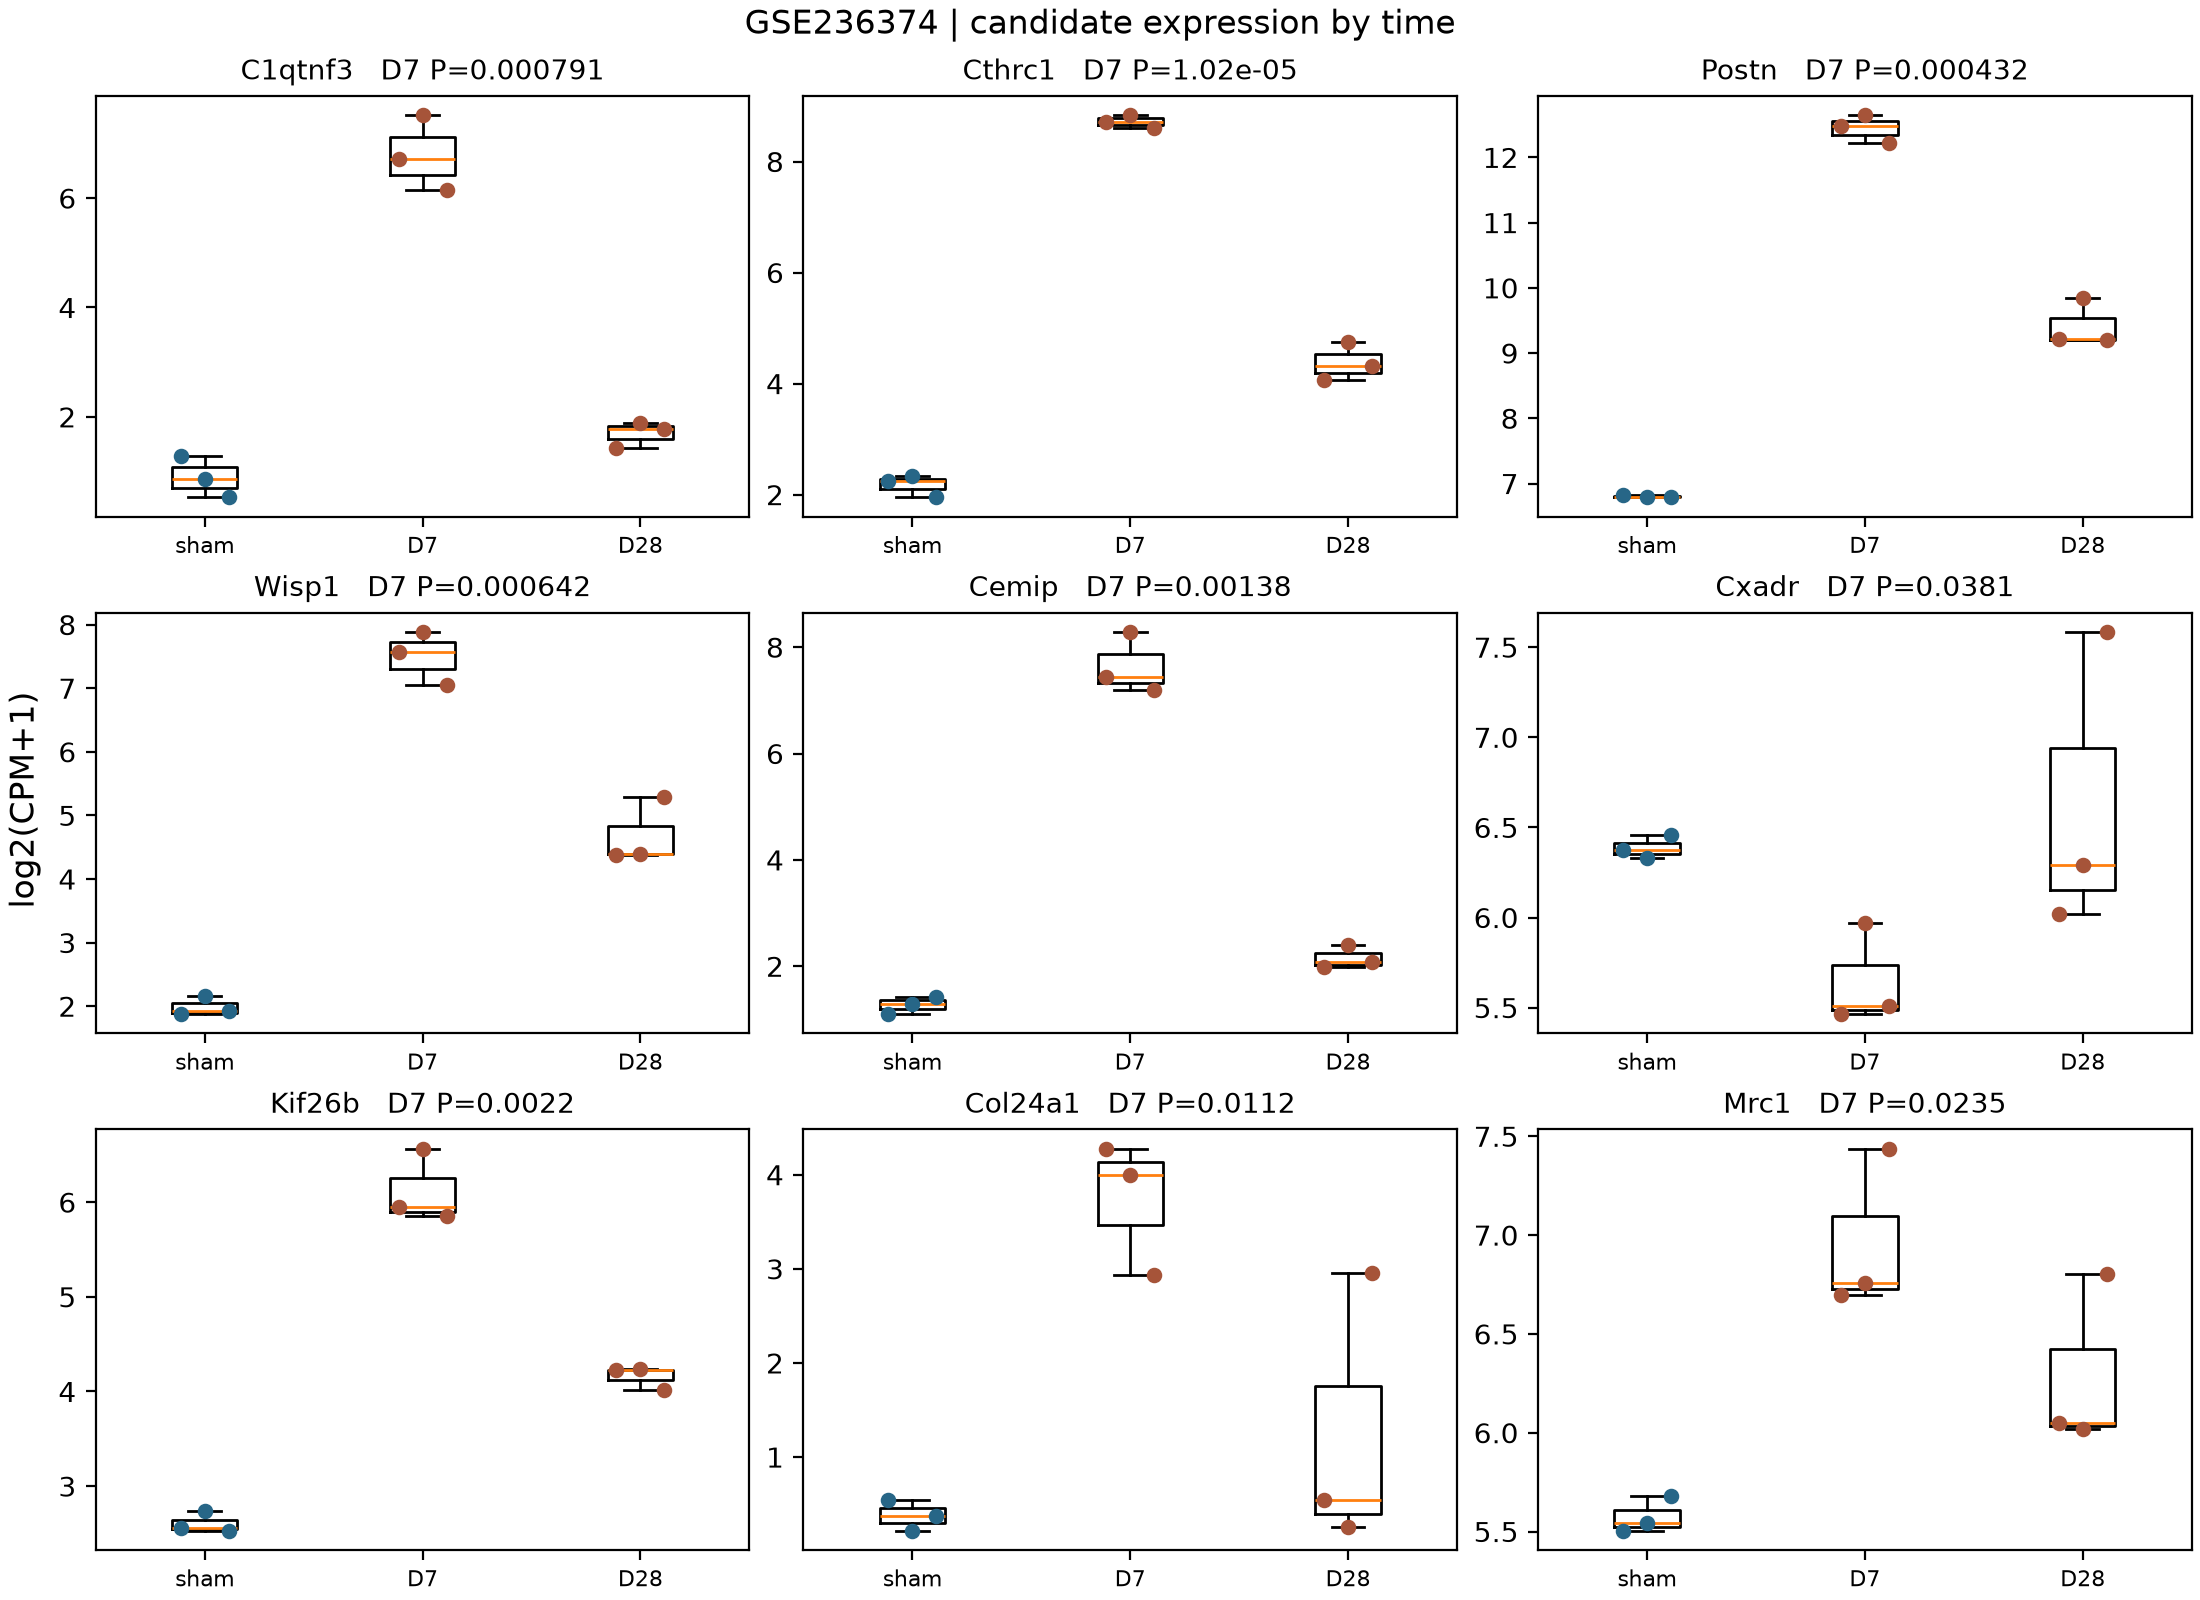 GSE236374 | candidate expression by time
C1qtnf3   D7 P=0.000791
6
4
2
sham
D7
D28
Cthrc1   D7 P=1.02e-05
8
6
4
2
sham
D7
D28
Postn   D7 P=0.000432
12
11
10
9
8
7
sham
D7
D28
log2(CPM+1)
Wisp1   D7 P=0.000642
8
7
6
5
4
3
2
sham
D7
D28
Cemip   D7 P=0.00138
8
6
4
2
sham
D7
D28
Cxadr   D7 P=0.0381
7.5
7.0
6.5
6.0
5.5
sham
D7
D28
Kif26b   D7 P=0.0022
6
5
4
3
sham
D7
D28
Col24a1   D7 P=0.0112
4
3
2
1
sham
D7
D28
Mrc1   D7 P=0.0235
7.5
7.0
6.5
6.0
5.5
sham
D7
D28